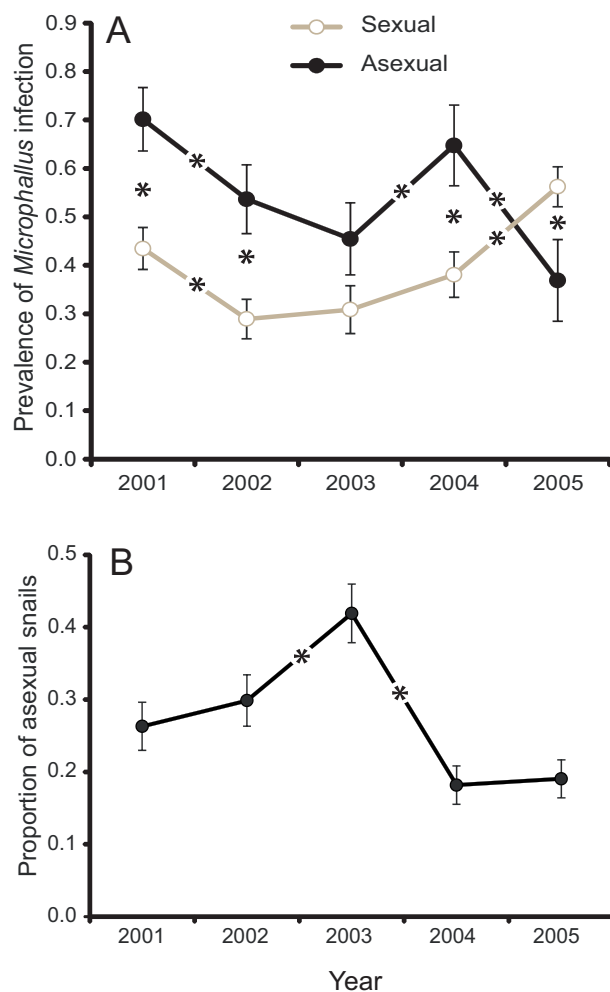 A
Sexual
Asexual
Prevalence of Microphallus infection
0.9
0.8
0.7
0.6
0.5
0.4
0.3
0.2
0.1
0.0
* * * * * * * * *
2001 2002 2003 2004 2005
B
Proportion of asexual snails
0.5
0.4
0.3
0.2
0.1
0.0
* *
2001 2002 2003 2004 2005
Year